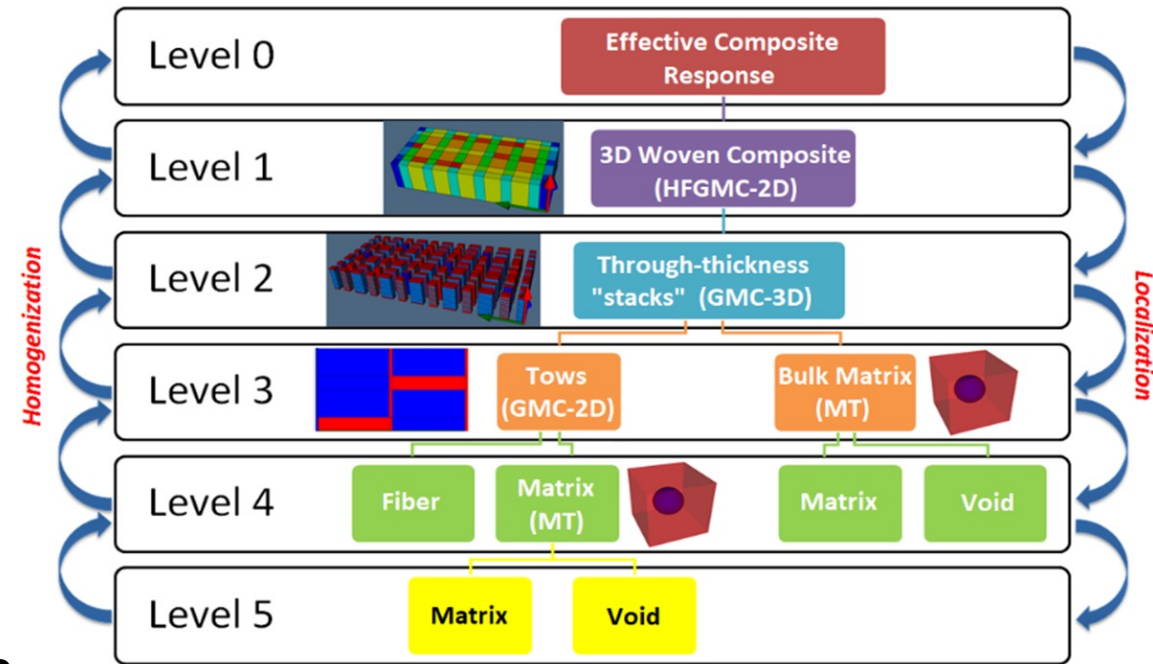 Level 0
Effective Composite
Response
Level 1
3D Woven Composite
(HFGMC-2D)
Level 2
Through-thickness
"stacks" (GMC-3D)
Homogenization
Localization
Level 3
Tows
(GMC-2D)
Bulk Matrix
(MT)
Level 4
Fiber
Matrix
(MT)
Matrix
Void
Level 5
Matrix
Void